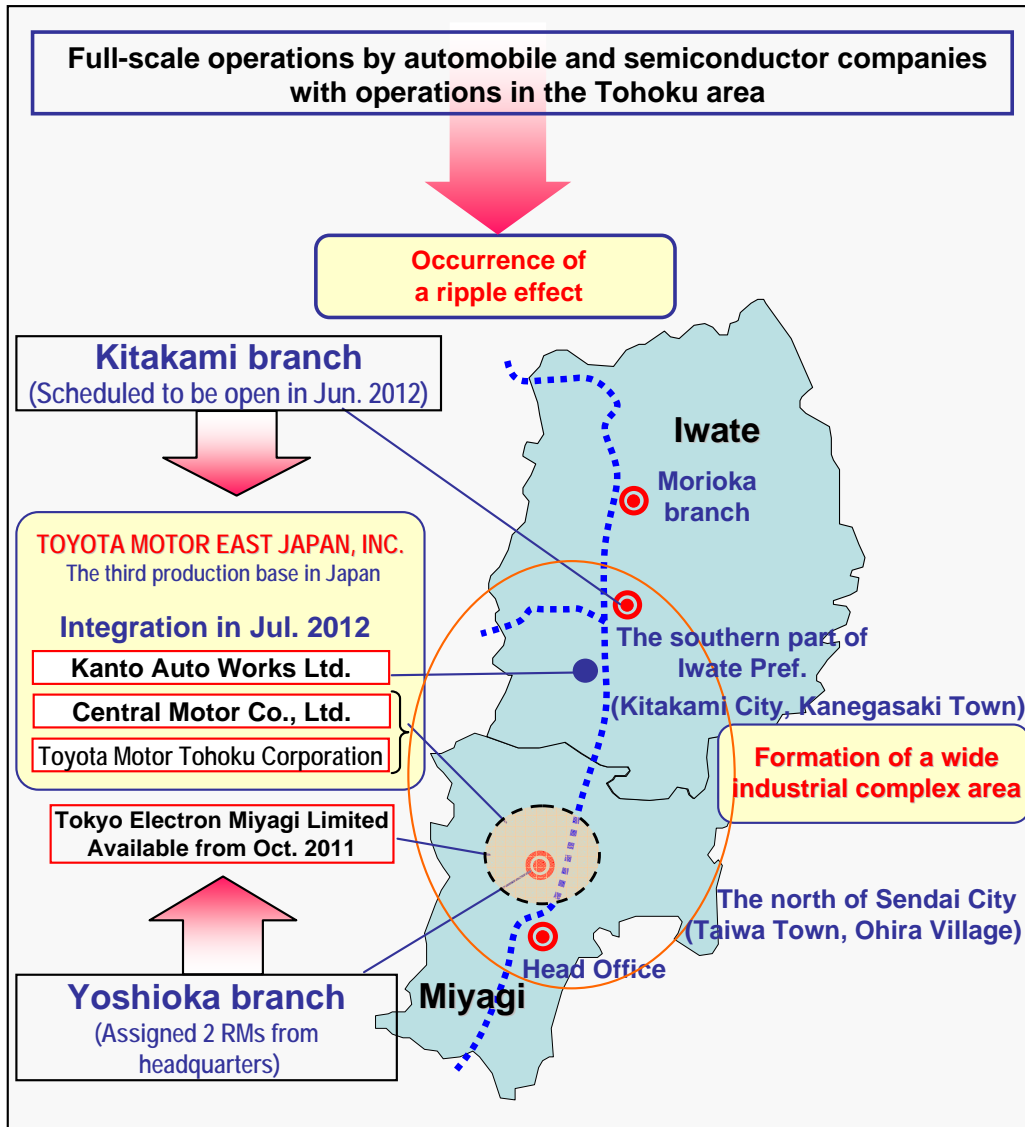 Full-scale operations by automobile and semiconductor companies
with operations in the Tohoku area
Occurrence of
a ripple effect
Kitakami branch
(Scheduled to be open in Jun. 2012)
Iwate
Morioka
branch
TOYOTA MOTOR EAST JAPAN, INC.
The third production base in Japan
Integration in Jul. 2012
Kanto Auto Works Ltd.
Central Motor Co., Ltd.
Toyota Motor Tohoku Corporation
The southern part of
Iwate Pref.
(Kitakami City, Kanegasaki Town)
Formation of a wide
industrial complex area
Tokyo Electron Miyagi Limited
Available from Oct. 2011
The north of Sendai City
(Taiwa Town, Ohira Village)
Head Office
Miyagi
Yoshioka branch
(Assigned 2 RMs from
headquarters)